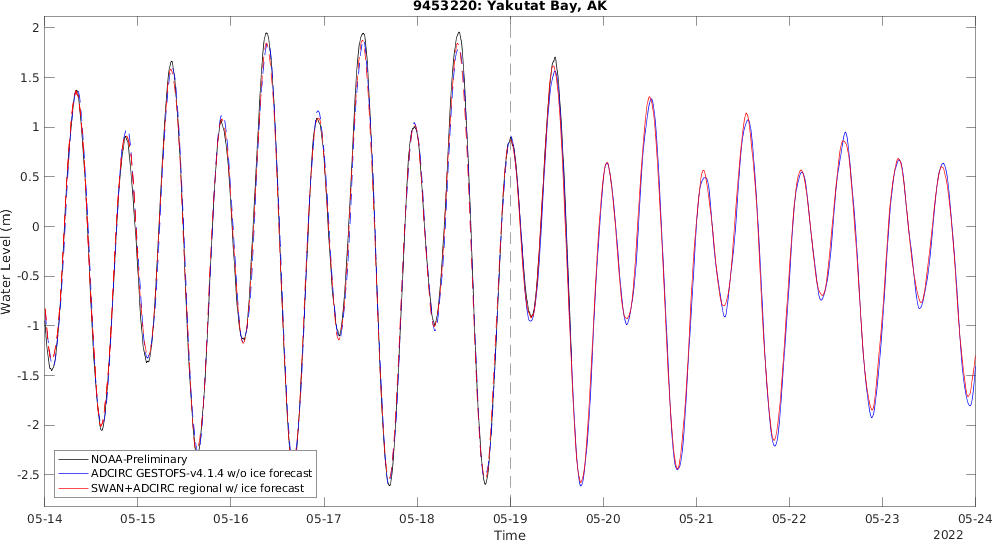 9453220: Yakutat Bay, AK
Water Level (m)
2
1.5
1
0.5
0
-0.5
-1
-1.5
-2
-2.5
NOAA-Preliminary
ADCIRC GESTOFS-v4.1.4 w/o ice forecast
SWAN+ADCIRC regional w/ ice forecast
05-14 05-15 05-16 05-17 05-18 05-19 05-20 05-21 05-22 05-23 05-24
Time
2022